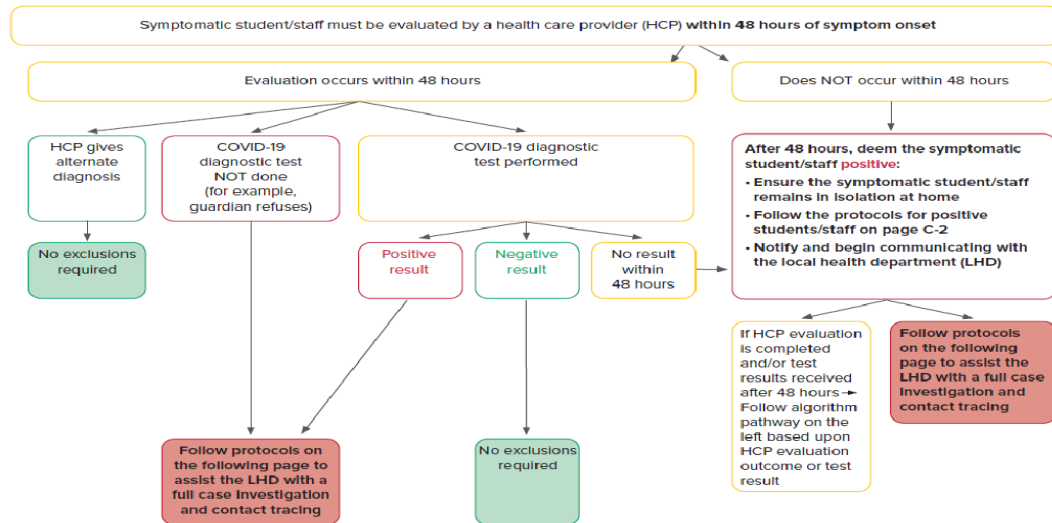 Symptomatic student/staff must be evaluated by a health care provider (HCP) within 48 hours of symptom onset
Evaluation occurs within 48 hours
Does NOT occur within 48 hours
HCP gives
alternate
diagnosis
COVID-19
diagnostic test
NOT done
(for example,
guardian refuses)
COVID-19 diagnostic
test performed
After 48 hours, deem the symptomatic
student/staff positive:
• Ensure the symptomatic student/staff
remains in isolation at home
• Follow the protocols for positive
students/staff on page C-2
• Notify and begin communicating with
the local health department (LHD)
No exclusions
required
Positive
result
Negative
result
No result
within
48 hours
If HCP evaluation
is completed
and/or test
results received
after 48 hours →
Follow algorithm
pathway on the
left based upon
HCP evaluation
outcome or test
result
Follow protocols
on the following
page to assist the
LHD with a full case
Investigation and
contact tracing
Follow protocols on
the following page to
assist the LHD with a
full case Investigation
and contact tracing
No exclusions
required